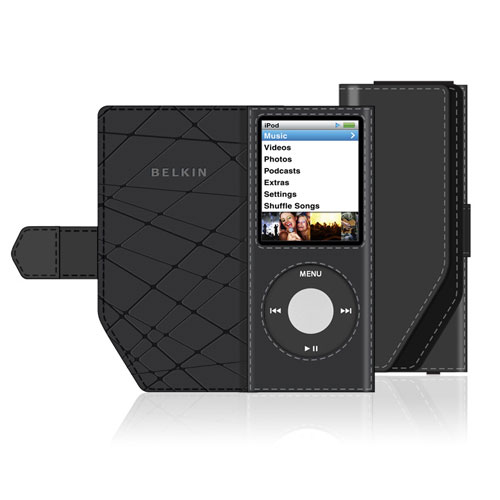 BELKIN
iPod
Music
Videos
Photos
Podcasts
Extras
Settings
Shuffle Songs
MENU